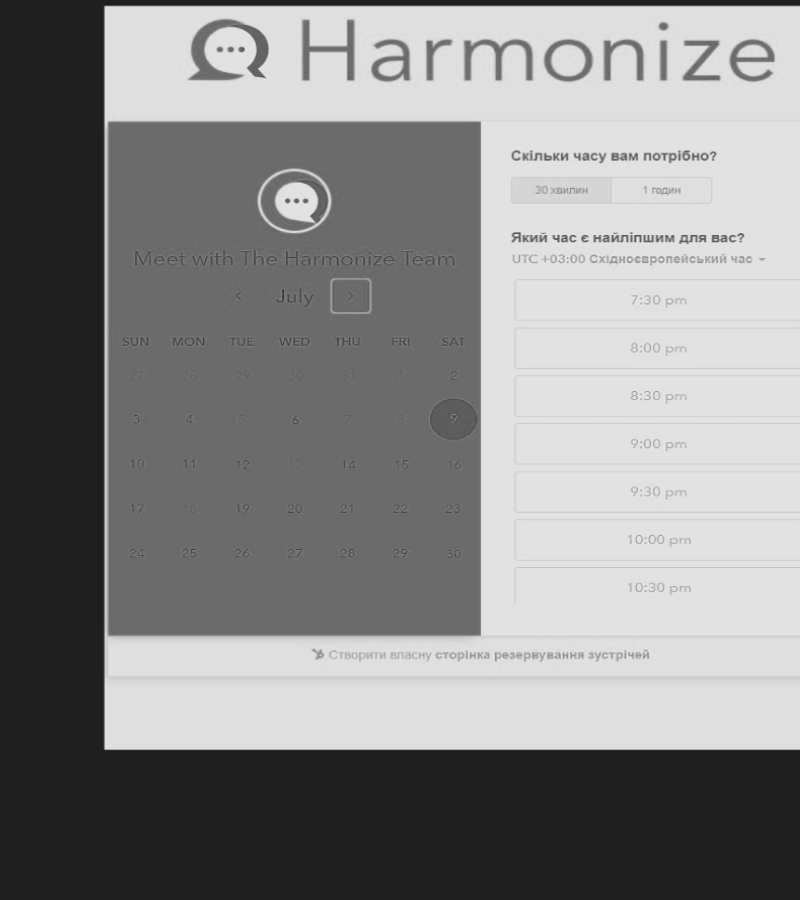 Harmonize
Meet with The Harmonize Team
July
SUN MON TUE WED THU FRI SAT
27 28 29 30 31 1 2
3 4 5 6 7 8 9
10 11 12 13 14 15 16
17 18 19 20 21 22 23
24 25 26 27 28 29 30
Скільки часу вам потрібно?
30 хвилин 1 годин
Який час є найліпшим для вас?
UTC +03:00 Східноєвропейський час
7:30 pm
8:00 pm
8:30 pm
9:00 pm
9:30 pm
10:00 pm
10:30 pm
Створити власну сторінка резервування зустрічей